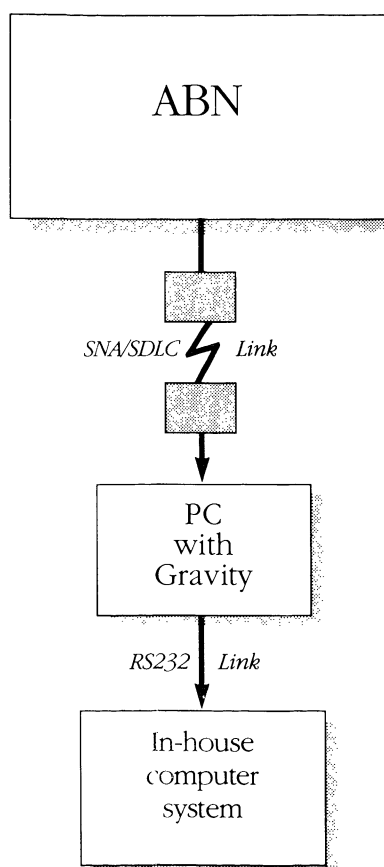 ABN
SNA/SDLC Link
PC
with
Gravity
RS232 Link
In-house
computer
system